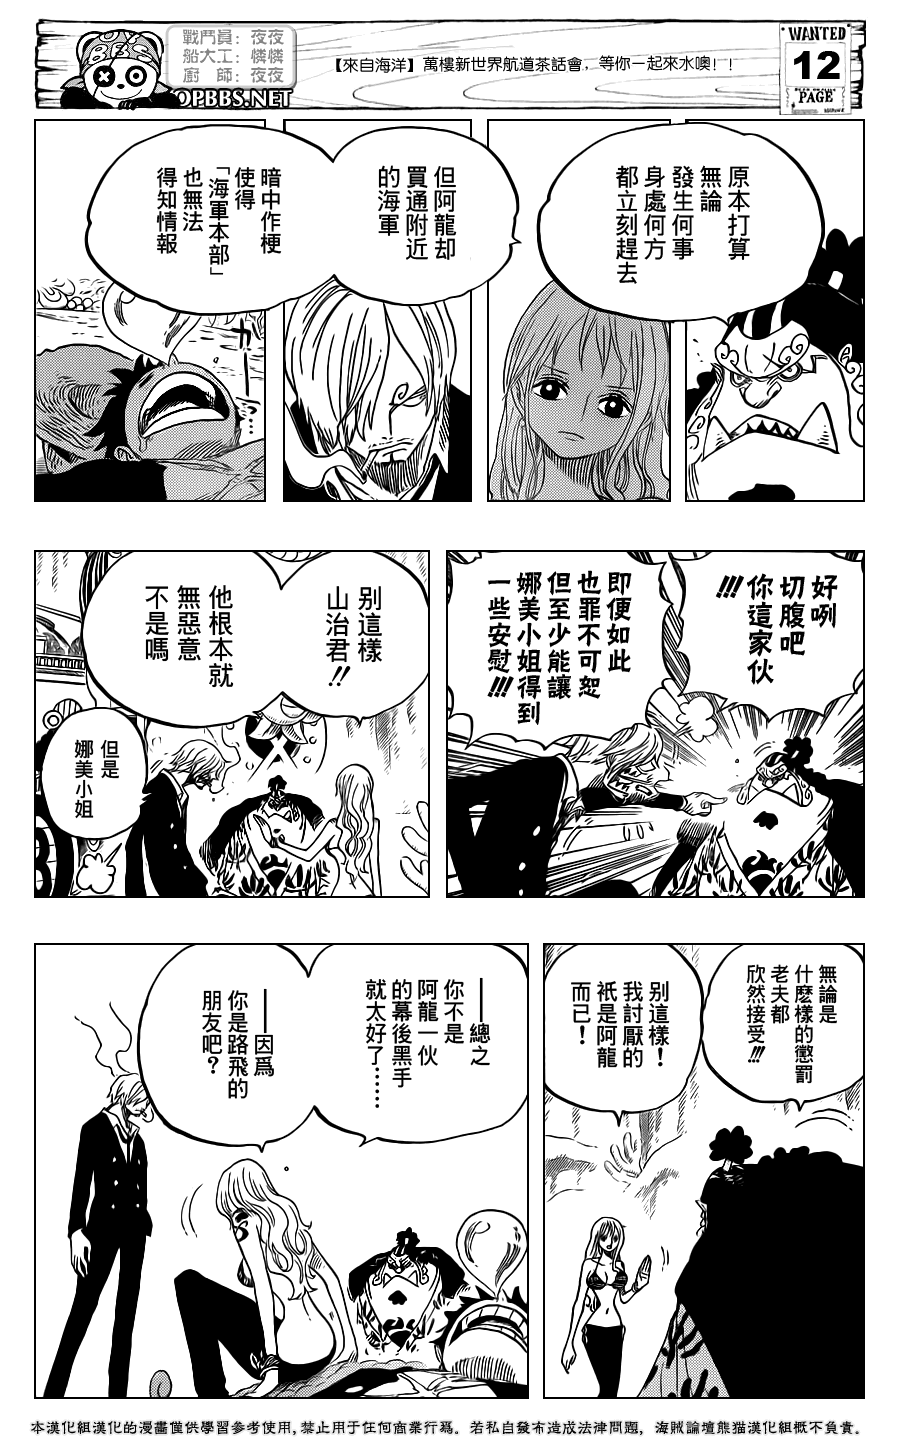 戰鬥員：夜夜
船大工：憐憐
廚　師：夜夜
OPBBS.NET
【來自海洋】萬樓新世界航道茶話會，等你一起來水噢！！
WANTED
12
PAGE
原本打算
無論
發生何事
身處何方
都立刻趕去
但阿龍却
買通附近
的海軍
暗中作梗
使得
「海軍本部」
也無法
得知情報
好咧
切腹吧
你這家伙
!!!
即便如此
也罪不可恕
但至少能讓
娜美小姐得到
一些安慰!!!
別這樣
山治君!!
他根本就
無惡意
不是嗎
但是
娜美小姐
無論是
什麽樣的懲罰
老夫都
欣然接受!!!
別這樣！
我討厭的
衹是阿龍
而已！
——總之
你不是
阿龍一伙
的幕後黑手
就太好了……
——因爲
你是路飛的
朋友吧？
本漢化組漢化的漫畫僅供學習參考使用，禁止用于任何商業行爲。若私自發布造成法律問題，海賊論壇熊猫漢化組概不負責。